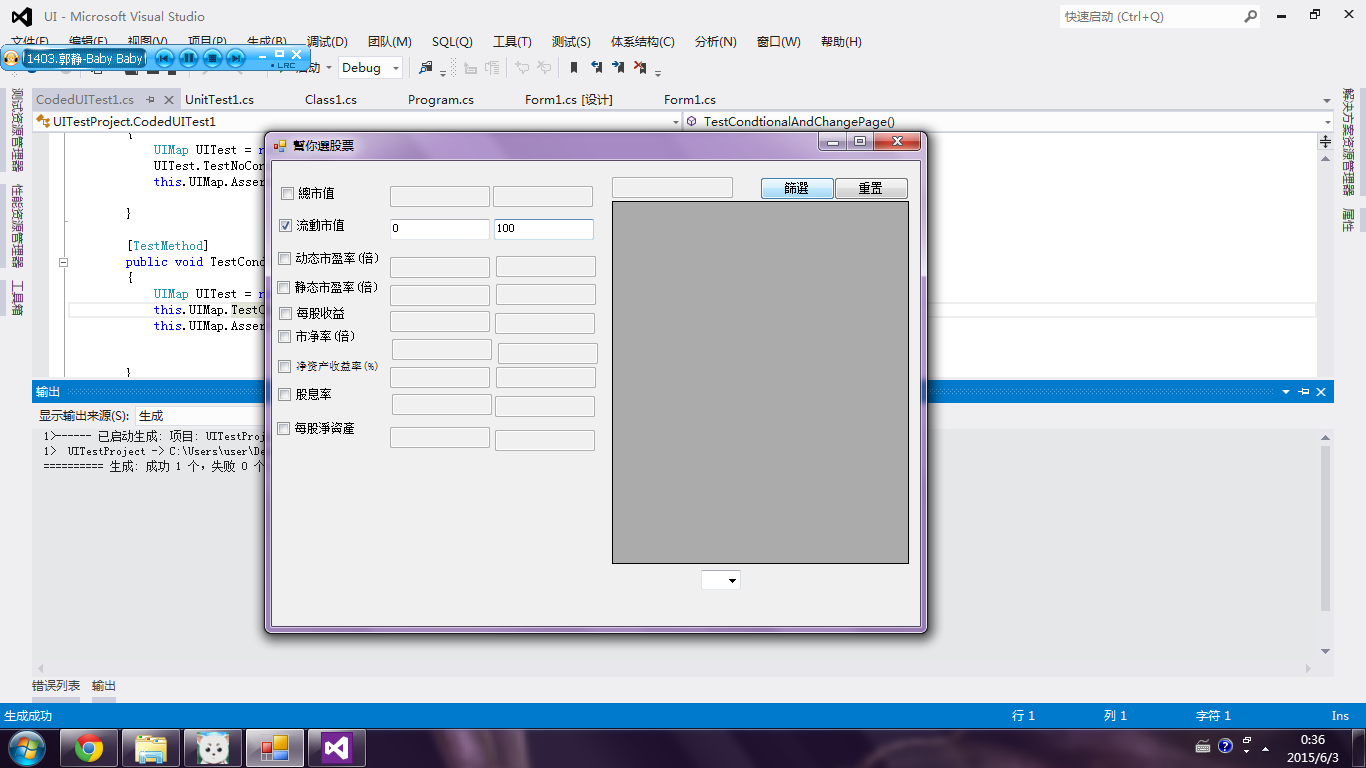 UI - Microsoft Visual Studio
快速启动 (Ctrl+Q)
文件(F) 编辑(E) 视图(V) 项目(P) 生成(B) 调试(D) 团队(M) SQL(Q) 工具(T) 测试(S) 体系结构(C) 分析(N) 窗口(W) 帮助(H)
1403.郭静-Baby Baby
LRC
启动 Debug
CodedUITest1.cs UnitTest1.cs Class1.cs Program.cs Form1.cs [设计] Form1.cs
UITestProject.CodedUITest1 TestCondtionalAndChangePage()
测试资源管理器
性能资源管理器
工具箱
解决方案资源管理器
属性
}
UIMap UITest = n
UITest.TestNoCon
this.UIMap.Asser
}
[TestMethod]
public void TestCond
{
UIMap UITest = n
this.UIMap.TestC
this.UIMap.Asser
}
幫你選股票
總市值
篩選 重置
流動市值 0 100
动态市盈率(倍)
静态市盈率(倍)
每股收益
市净率(倍)
净资产收益率(%)
股息率
每股淨資產
输出
显示输出来源(S): 生成
1>------ 已启动生成: 项目: UITestProj
1> UITestProject -> C:\Users\user\De
========== 生成: 成功 1 个，失败 0 个
错误列表 输出
生成成功 行 1 列 1 字符 1 Ins
0:36
2015/6/3